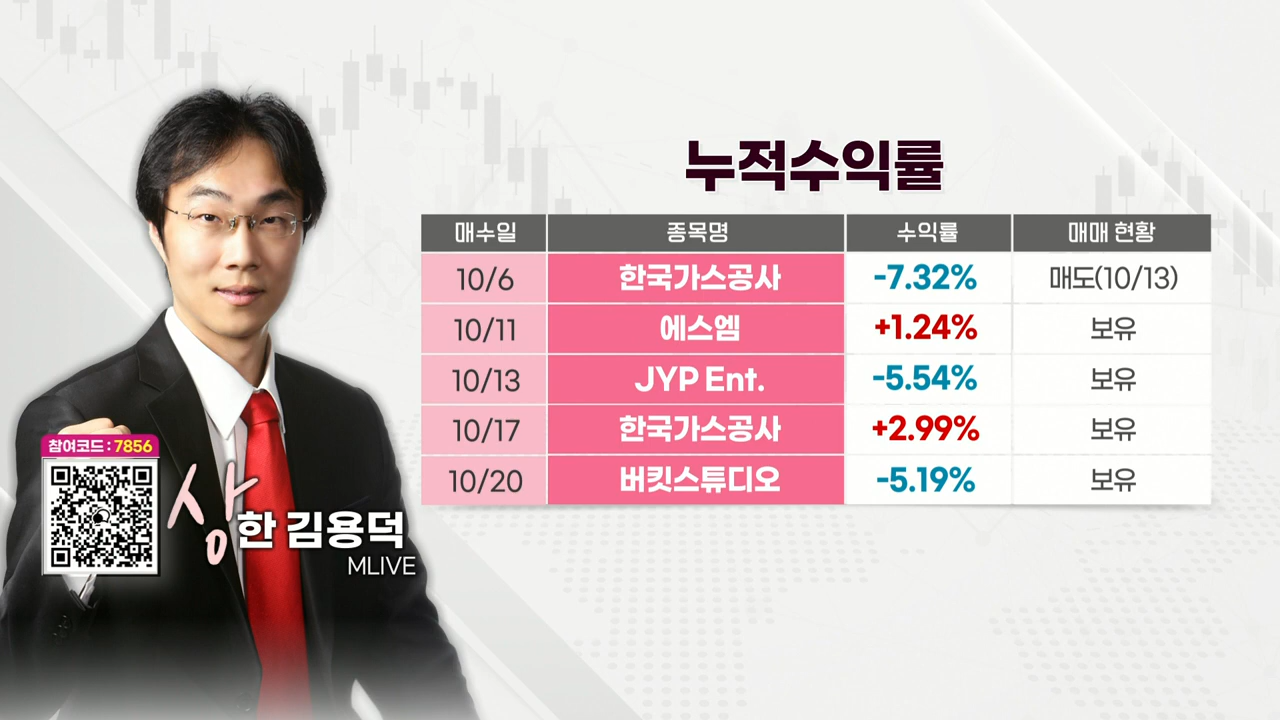 누적수익률
매수일 종목명 수익률 매매 현황
10/6 한국가스공사 -7.32% 매도(10/13)
10/11 에스엠 +1.24% 보유
10/13 JYP Ent. -5.54% 보유
10/17 한국가스공사 +2.99% 보유
10/20 버킷스튜디오 -5.19% 보유
참여코드 : 7856
상한 김용덕
MLIVE